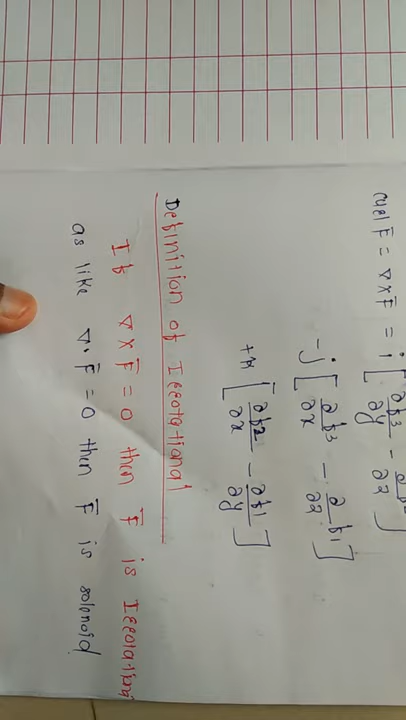 curl F̄ = ∇ × F̄ = i [ ∂f3/∂y - ∂f2/∂z ]
-j [ ∂f3/∂x - ∂f1/∂z ]
+k [ ∂f2/∂x - ∂f1/∂y ]
Definition of Irrotational
If ∇ × F̄ = 0 then F̄ is Irrotational
as like ∇ · F̄ = 0 then F̄ is solenoid